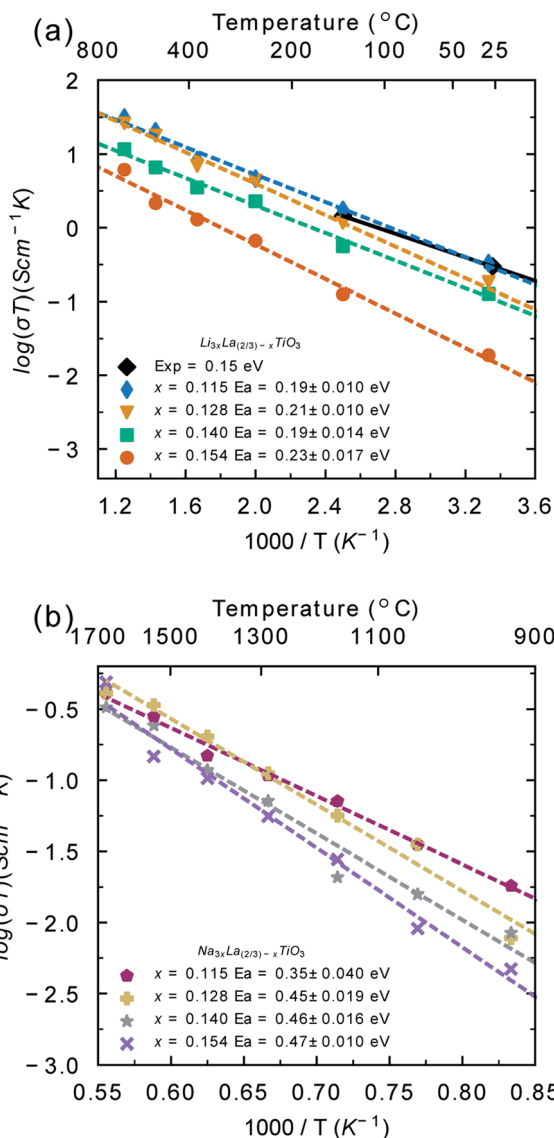 (a)
Temperature (°C)
800 400 200 100 50 25
2
1
0
− 1
− 2
− 3
log(σT)(Scm⁻¹K)
Li₃ₓLa₍₂/₃₎₋ₓTiO₃
Exp = 0.15 eV
x = 0.115 Ea = 0.19± 0.010 eV
x = 0.128 Ea = 0.21± 0.010 eV
x = 0.140 Ea = 0.19± 0.014 eV
x = 0.154 Ea = 0.23± 0.017 eV
1.2 1.6 2.0 2.4 2.8 3.2 3.6
1000 / T (K⁻¹)
(b)
Temperature (°C)
1700 1500 1300 1100 900
− 0.5
− 1.0
− 1.5
− 2.0
− 2.5
− 3.0
K)
Na₃ₓLa₍₂/₃₎₋ₓTiO₃
x = 0.115 Ea = 0.35± 0.040 eV
x = 0.128 Ea = 0.45± 0.019 eV
x = 0.140 Ea = 0.46± 0.016 eV
x = 0.154 Ea = 0.47± 0.010 eV
0.55 0.60 0.65 0.70 0.75 0.80 0.85
1000 / T (K⁻¹)